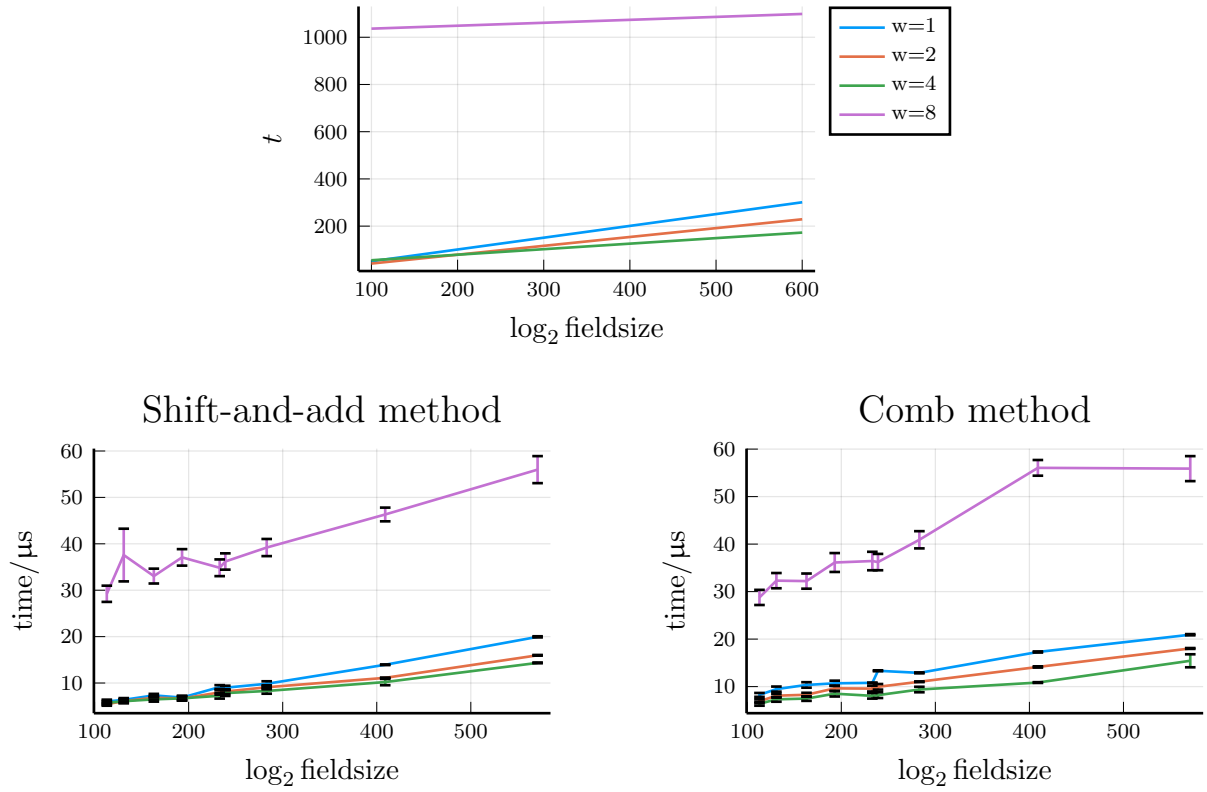 1000
800
600
400
200
t
100 200 300 400 500 600
log₂ fieldsize
w=1
w=2
w=4
w=8
Shift-and-add method
60
50
40
30
20
10
time/μs
100 200 300 400 500
log₂ fieldsize
Comb method
60
50
40
30
20
10
time/μs
100 200 300 400 500
log₂ fieldsize